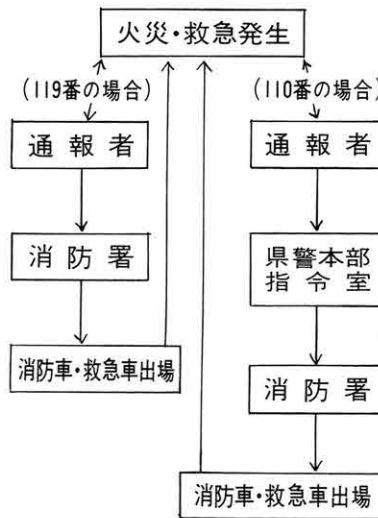 火災・救急発生
(119番の場合)
通報者
消防署
消防車・救急車出場
(110番の場合)
通報者
県警本部
指令室
消防署
消防車・救急車出場